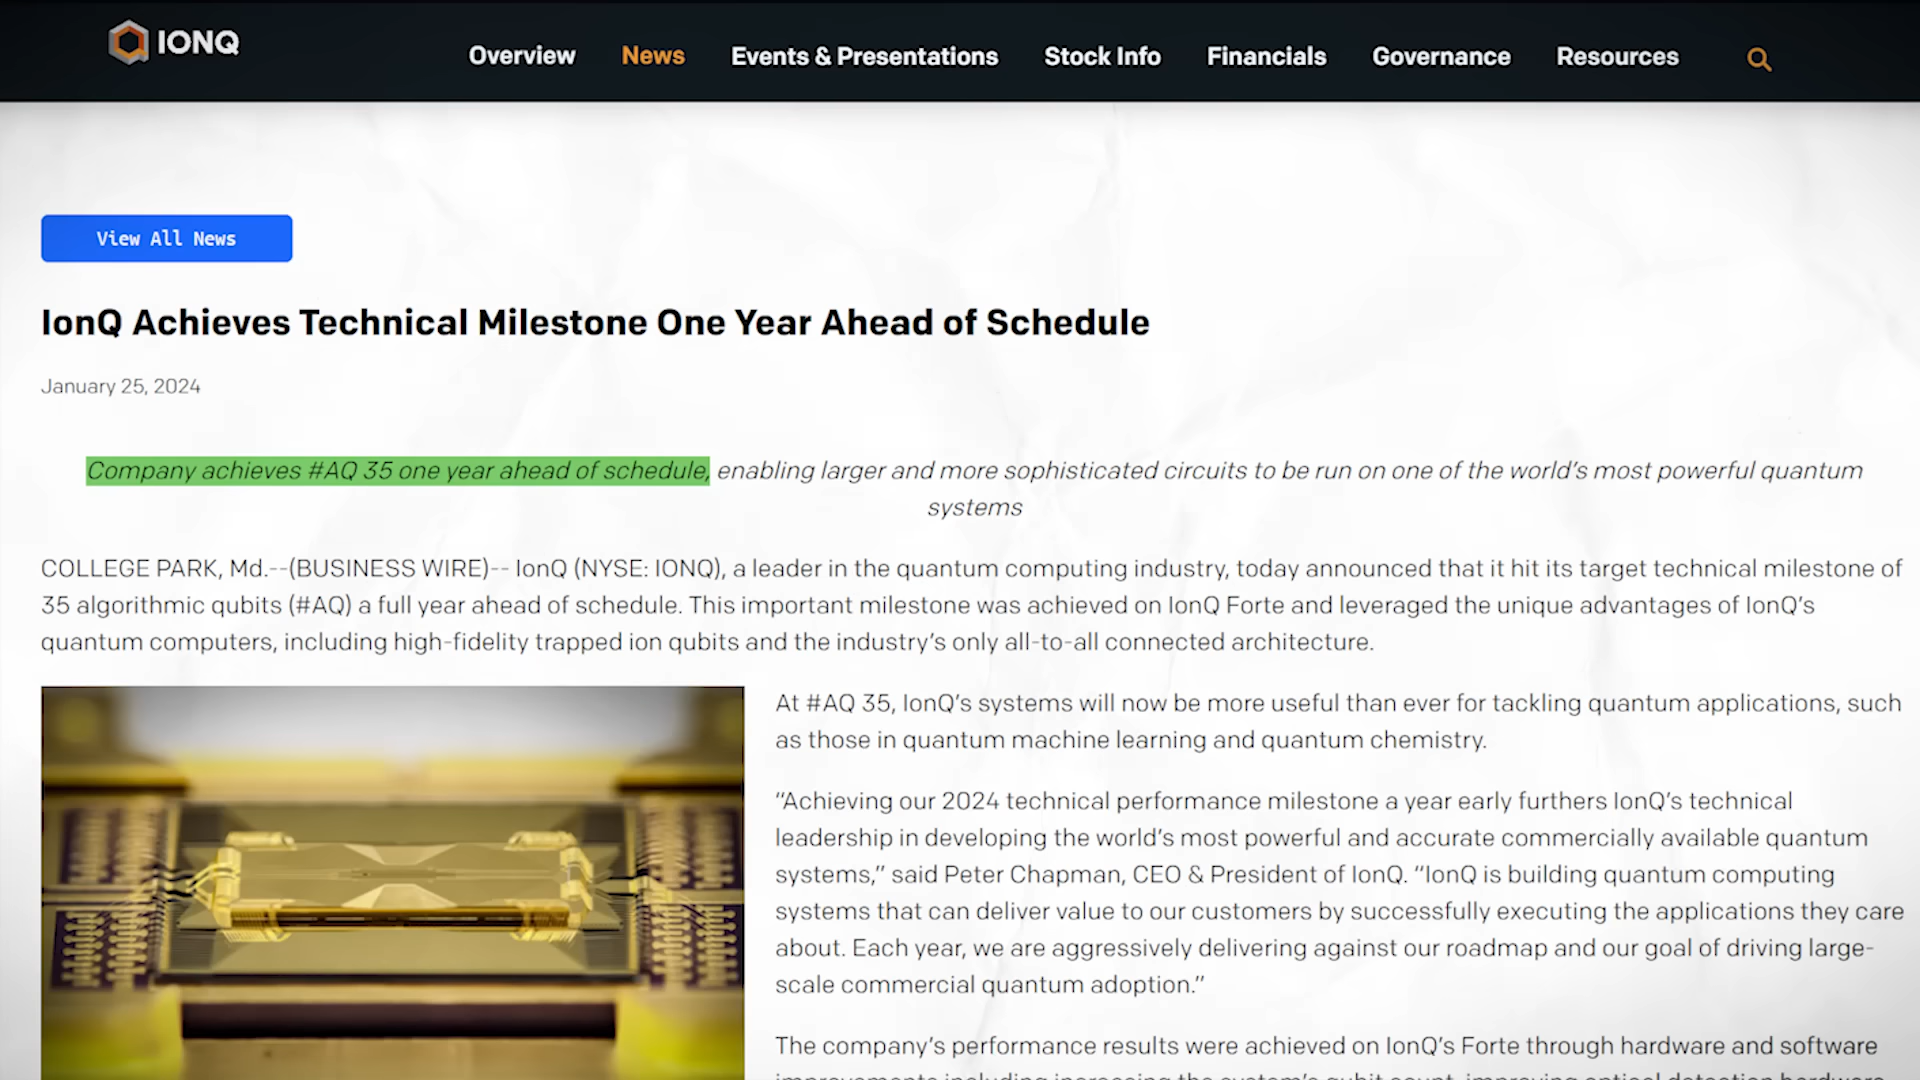 IONQ
Overview
News
Events & Presentations
Stock Info
Financials
Governance
Resources
View All News
IonQ Achieves Technical Milestone One Year Ahead of Schedule
January 25, 2024
Company achieves #AQ 35 one year ahead of schedule, enabling larger and more sophisticated circuits to be run on one of the world's most powerful quantum
systems
COLLEGE PARK, Md.--(BUSINESS WIRE)-- IonQ (NYSE: IONQ), a leader in the quantum computing industry, today announced that it hit its target technical milestone of
35 algorithmic qubits (#AQ) a full year ahead of schedule. This important milestone was achieved on IonQ Forte and leveraged the unique advantages of IonQ's
quantum computers, including high-fidelity trapped ion qubits and the industry's only all-to-all connected architecture.
At #AQ 35, IonQ's systems will now be more useful than ever for tackling quantum applications, such
as those in quantum machine learning and quantum chemistry.
“Achieving our 2024 technical performance milestone a year early furthers IonQ's technical
leadership in developing the world's most powerful and accurate commercially available quantum
systems,” said Peter Chapman, CEO & President of IonQ. “IonQ is building quantum computing
systems that can deliver value to our customers by successfully executing the applications they care
about. Each year, we are aggressively delivering against our roadmap and our goal of driving large-
scale commercial quantum adoption.”
The company's performance results were achieved on IonQ's Forte through hardware and software
improvements including increasing the system's qubit count, improving optical detection hardware